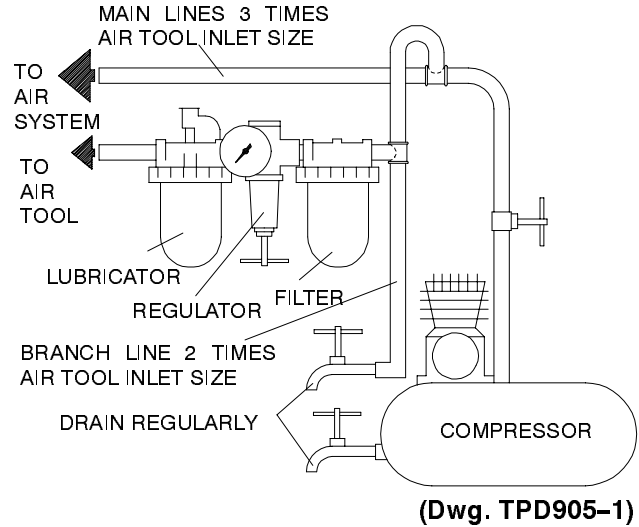 MAIN LINES 3 TIMES
AIR TOOL INLET SIZE
TO
AIR
SYSTEM
TO
AIR
TOOL
LUBRICATOR
REGULATOR
FILTER
BRANCH LINE 2 TIMES
AIR TOOL INLET SIZE
DRAIN REGULARLY
COMPRESSOR
(Dwg. TPD905–1)